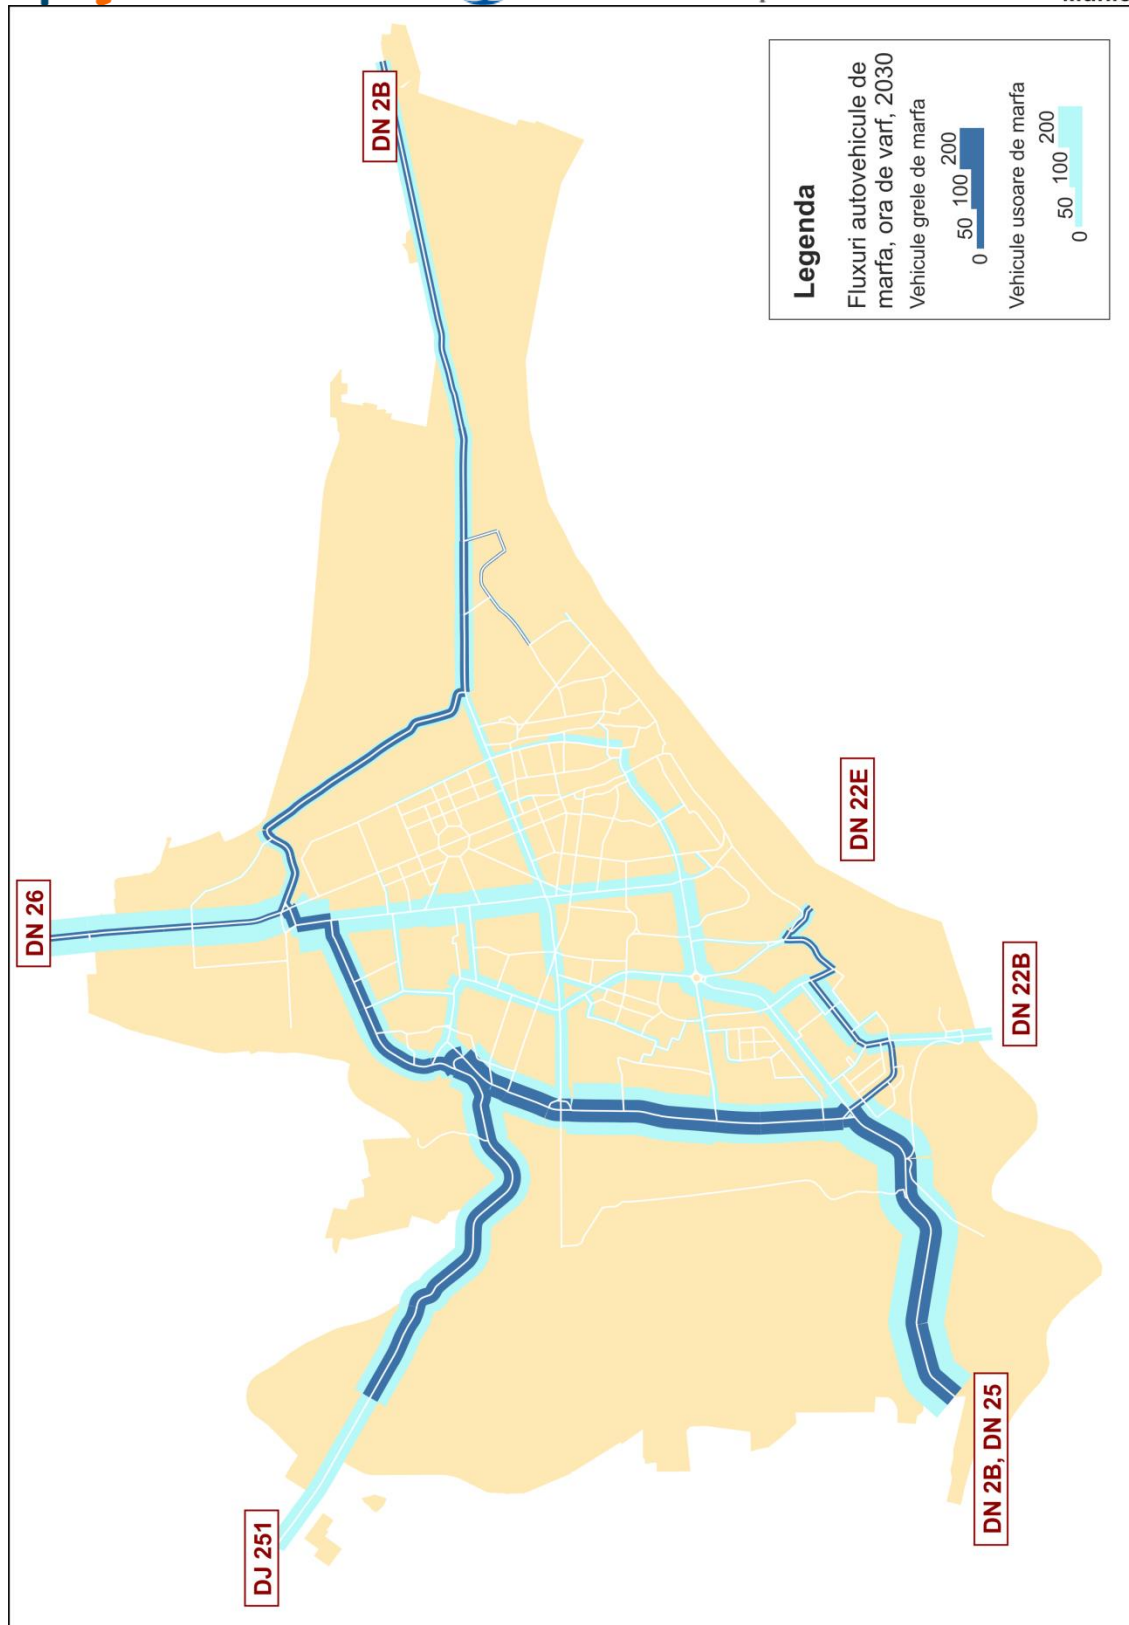 Legenda
Fluxuri autovehicule de
marfa, ora de varf, 2030
Vehicule grele de marfa
0 50 100 200
Vehicule usoare de marfa
0 50 100 200
DN 2B
DN 26
DN 22E
DN 22B
DJ 251
DN 2B, DN 25